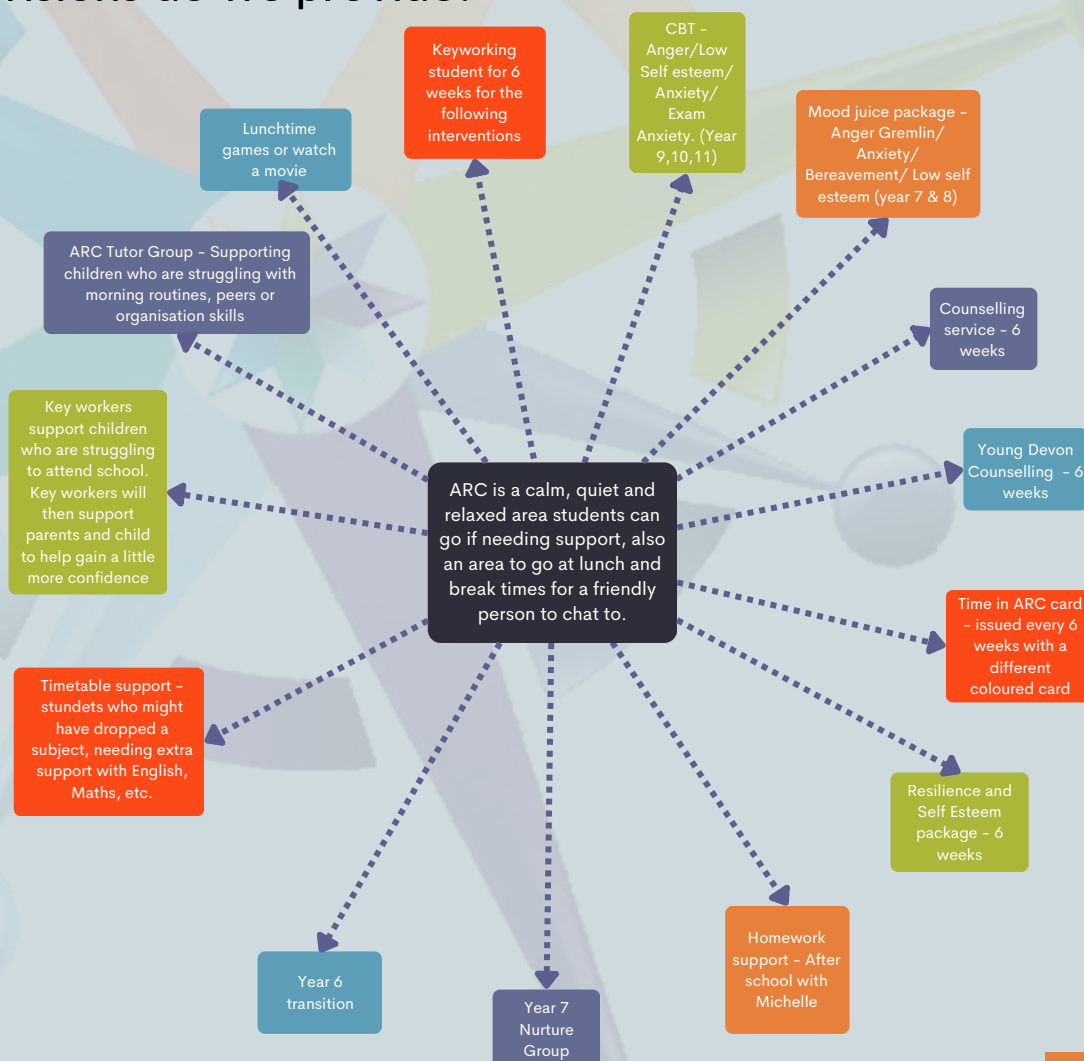 do we provide?
Keyworking
student for 6
weeks for the
following
interventions
CBT -
Anger/Low
Self esteem/
Anxiety/
Exam
Anxiety. (Year
9,10,11)
Mood juice package -
Anger Gremlin/
Anxiety/
Bereavement/ Low self
esteem (year 7 & 8)
Lunchtime
games or watch
a movie
ARC Tutor Group - Supporting
children who are struggling with
morning routines, peers or
organisation skills
Counselling
service - 6
weeks
Key workers
support children
who are struggling
to attend school.
Key workers will
then support
parents and child
to help gain a little
more confidence
Young Devon
Counselling - 6
weeks
ARC is a calm, quiet and
relaxed area students can
go if needing support, also
an area to go at lunch and
break times for a friendly
person to chat to.
Time in ARC card
- issued every 6
weeks with a
different
coloured card
Timetable support -
stundets who might
have dropped a
subject, needing extra
support with English,
Maths, etc.
Resilience and
Self Esteem
package - 6
weeks
Homework
support - After
school with
Michelle
Year 6
transition
Year 7
Nurture
Group